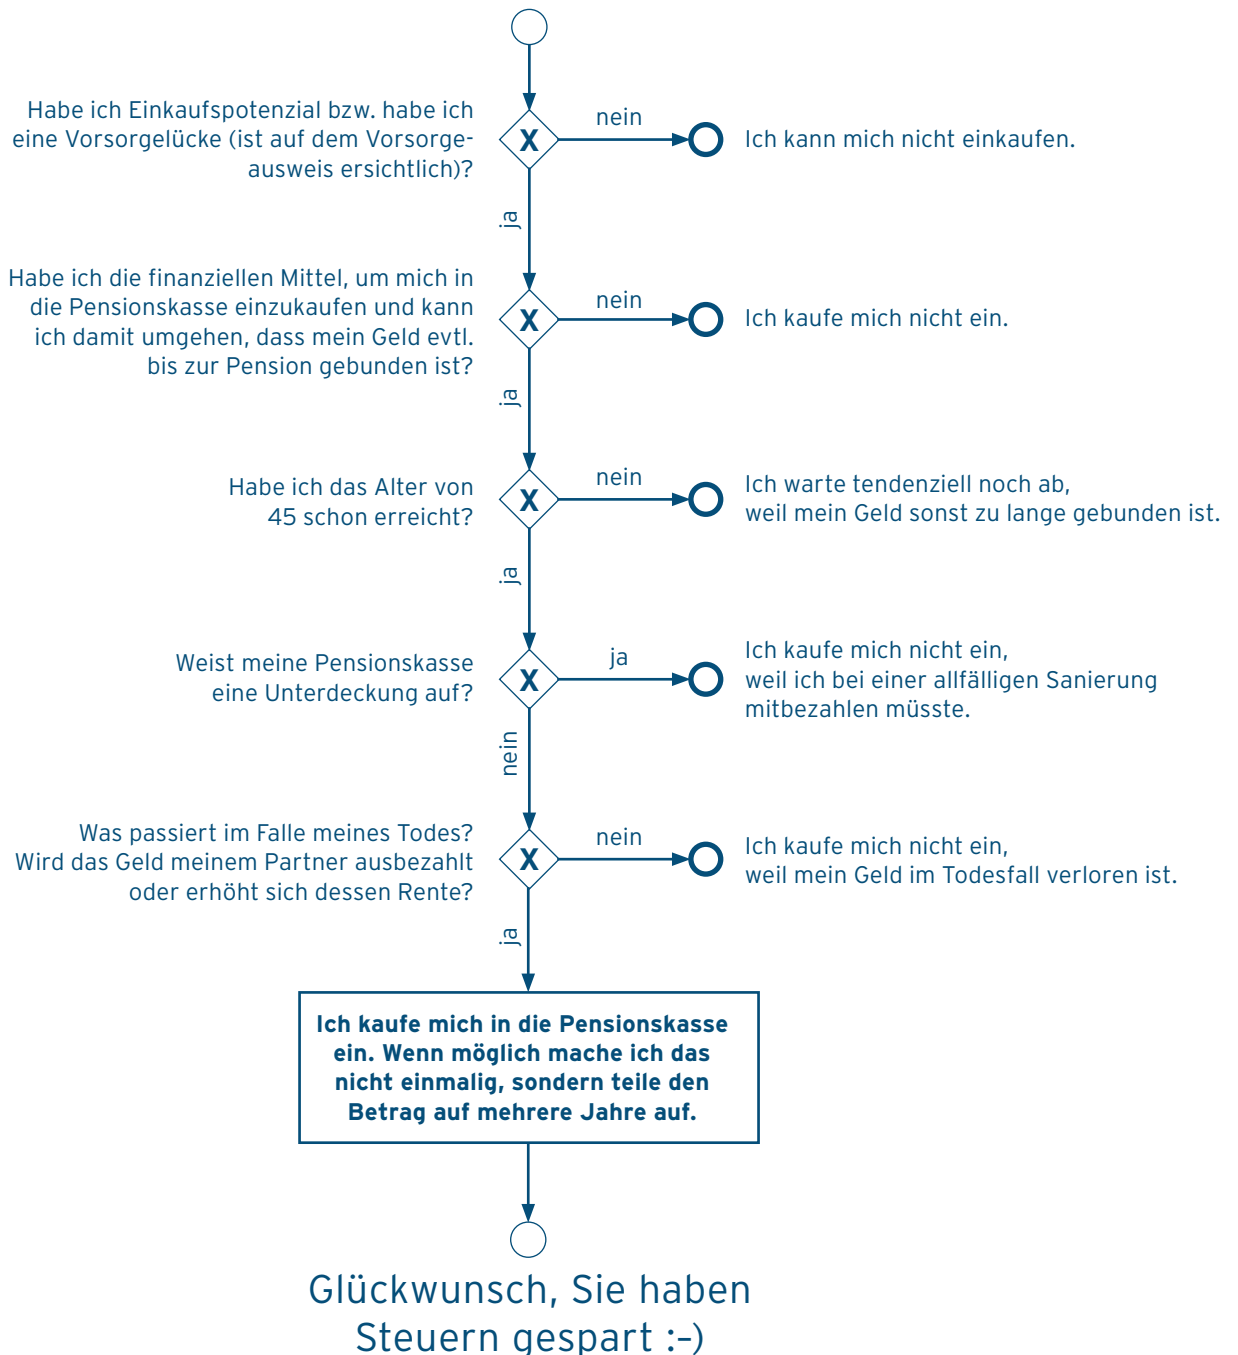 Habe ich Einkaufspotenzial bzw. habe ich
eine Vorsorgelücke (ist auf dem Vorsorge-
ausweis ersichtlich)?
X
nein
Ich kann mich nicht einkaufen.
ja
Habe ich die finanziellen Mittel, um mich in
die Pensionskasse einzukaufen und kann
ich damit umgehen, dass mein Geld evtl.
bis zur Pension gebunden ist?
X
nein
Ich kaufe mich nicht ein.
ja
Habe ich das Alter von
45 schon erreicht?
X
nein
Ich warte tendenziell noch ab,
weil mein Geld sonst zu lange gebunden ist.
ja
Weist meine Pensionskasse
eine Unterdeckung auf?
X
ja
Ich kaufe mich nicht ein,
weil ich bei einer allfälligen Sanierung
mitbezahlen müsste.
nein
Was passiert im Falle meines Todes?
Wird das Geld meinem Partner ausbezahlt
oder erhöht sich dessen Rente?
X
nein
Ich kaufe mich nicht ein,
weil mein Geld im Todesfall verloren ist.
ja
Ich kaufe mich in die Pensionskasse
ein. Wenn möglich mache ich das
nicht einmalig, sondern teile den
Betrag auf mehrere Jahre auf.
Glückwunsch, Sie haben
Steuern gespart :-)